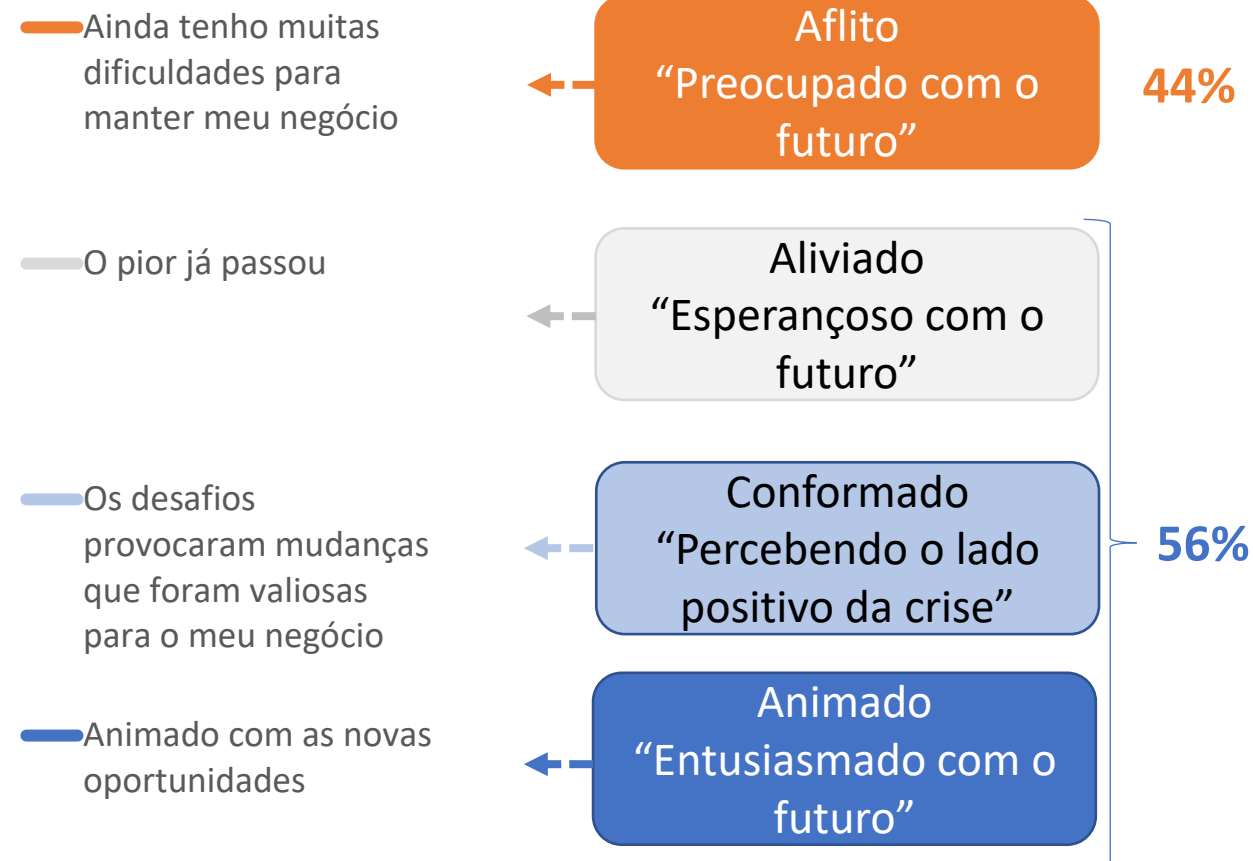 Ainda tenho muitas
dificuldades para
manter meu negócio
Aflito
“Preocupado com o
futuro”
44%
O pior já passou
Aliviado
“Esperançoso com o
futuro”
Os desafios
provocaram mudanças
que foram valiosas
para o meu negócio
Conformado
“Percebendo o lado
positivo da crise”
56%
Animado com as novas
oportunidades
Animado
“Entusiasmado com o
futuro”